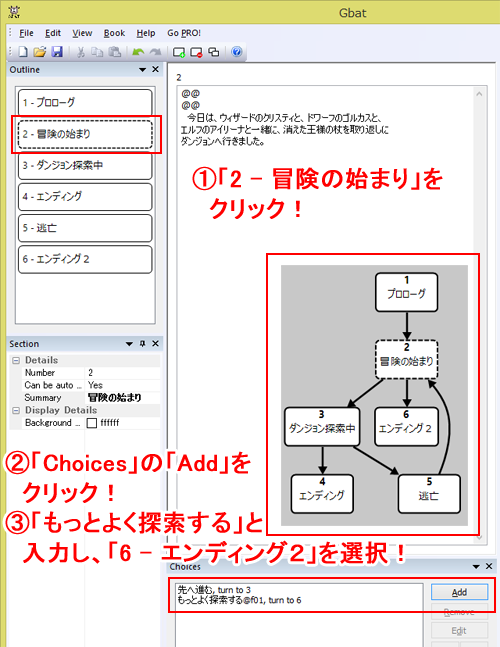 Gbat
File Edit View Book Help Go PRO!
Outline
1 - プロローグ
2 - 冒険の始まり
3 - ダンジョン探索中
4 - エンディング
5 - 逃亡
6 - エンディング２
2
@@
@@
今日は、ウィザードのクリスティと、ドワーフのゴルカスと、
エルフのアイリーナと一緒に、消えた王様の杖を取り返しに
ダンジョンへ行きました。
①「2 - 冒険の始まり」を
クリック！
1
プロローグ
2
冒険の始まり
3
ダンジョン探索中
6
エンディング２
4
エンディング
5
逃亡
Section
Details
Number 2
Can be auto ... Yes
Summary 冒険の始まり
Display Details
Background ... ffffff
②「Choices」の「Add」を
クリック！
③「もっとよく探索する」と
入力し、「6 - エンディング２」を選択！
Choices
先へ進む, turn to 3
もっとよく探索する@f01, turn to 6
Add
Remove
Edit